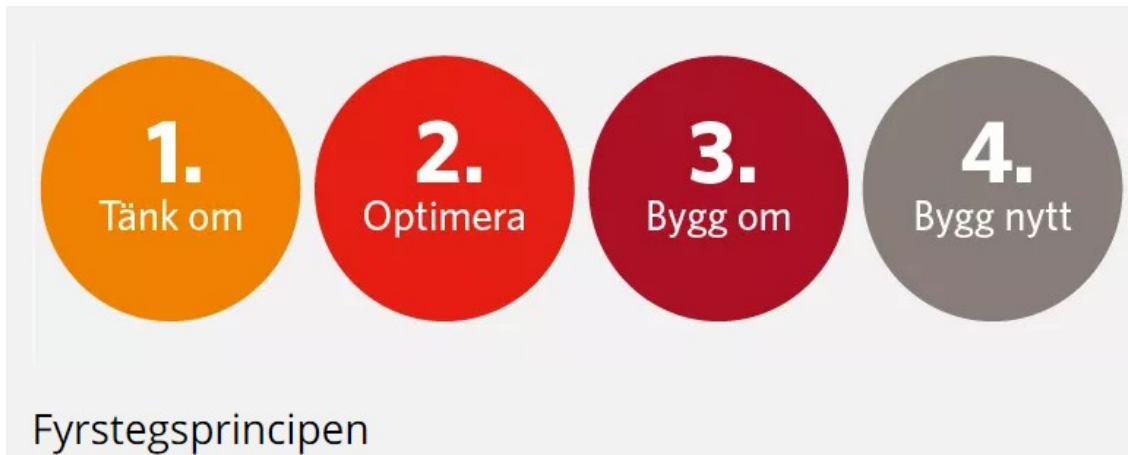 1.
Tänk om
2.
Optimera
3.
Bygg om
4.
Bygg nytt
Fyrstegsprincipen